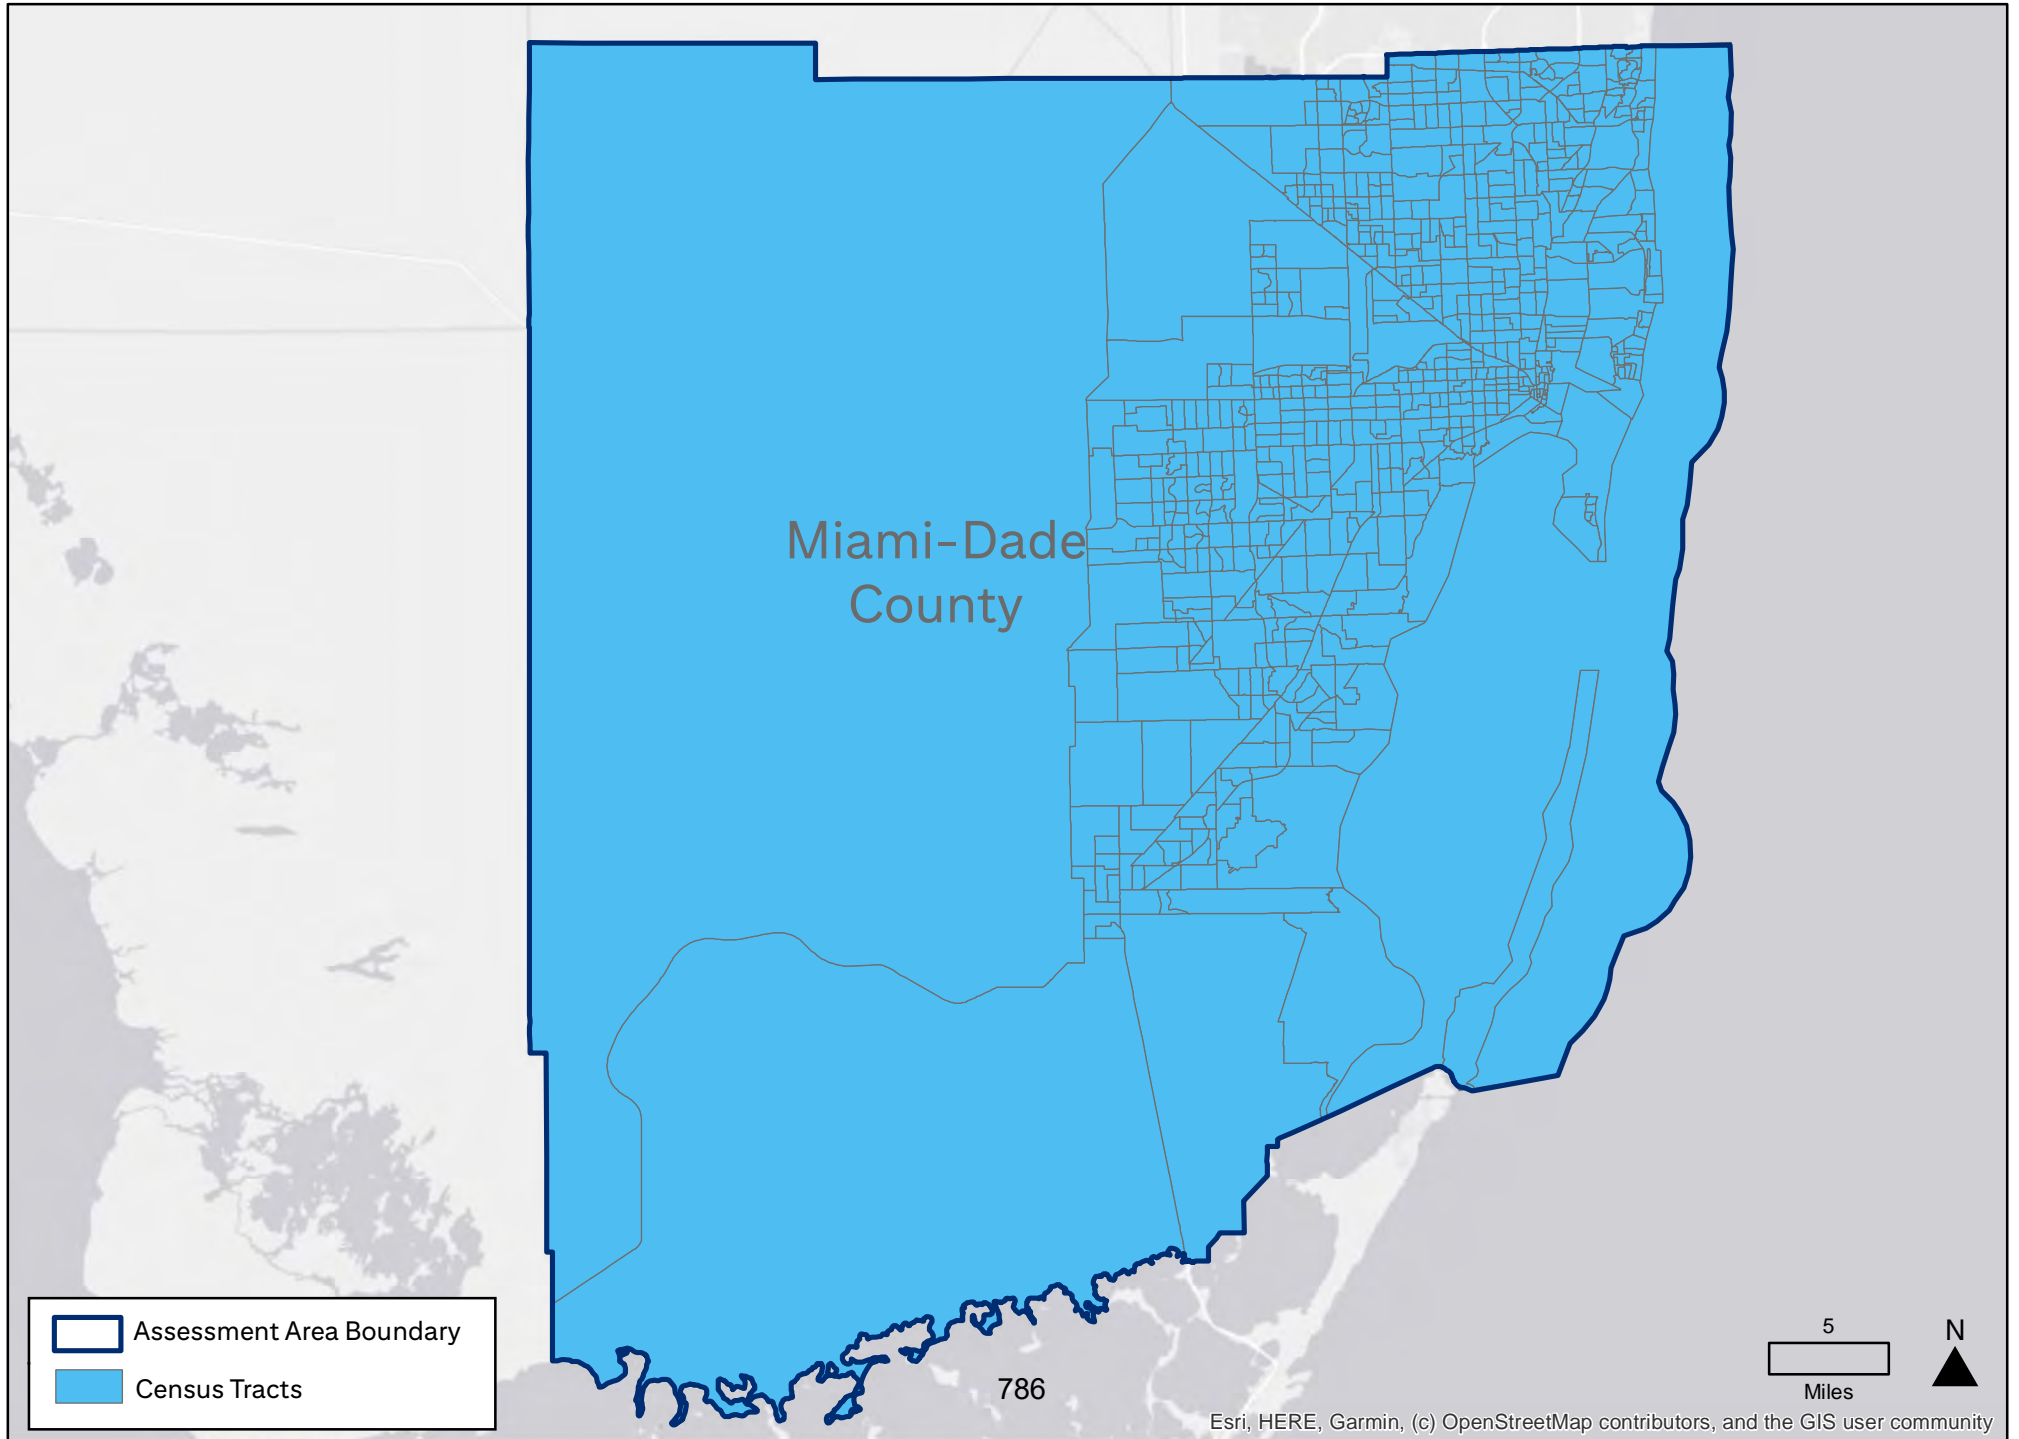 Miami-Dade
County
Assessment Area Boundary
Census Tracts
786
5
Miles
N
Esri, HERE, Garmin, (c) OpenStreetMap contributors, and the GIS user community